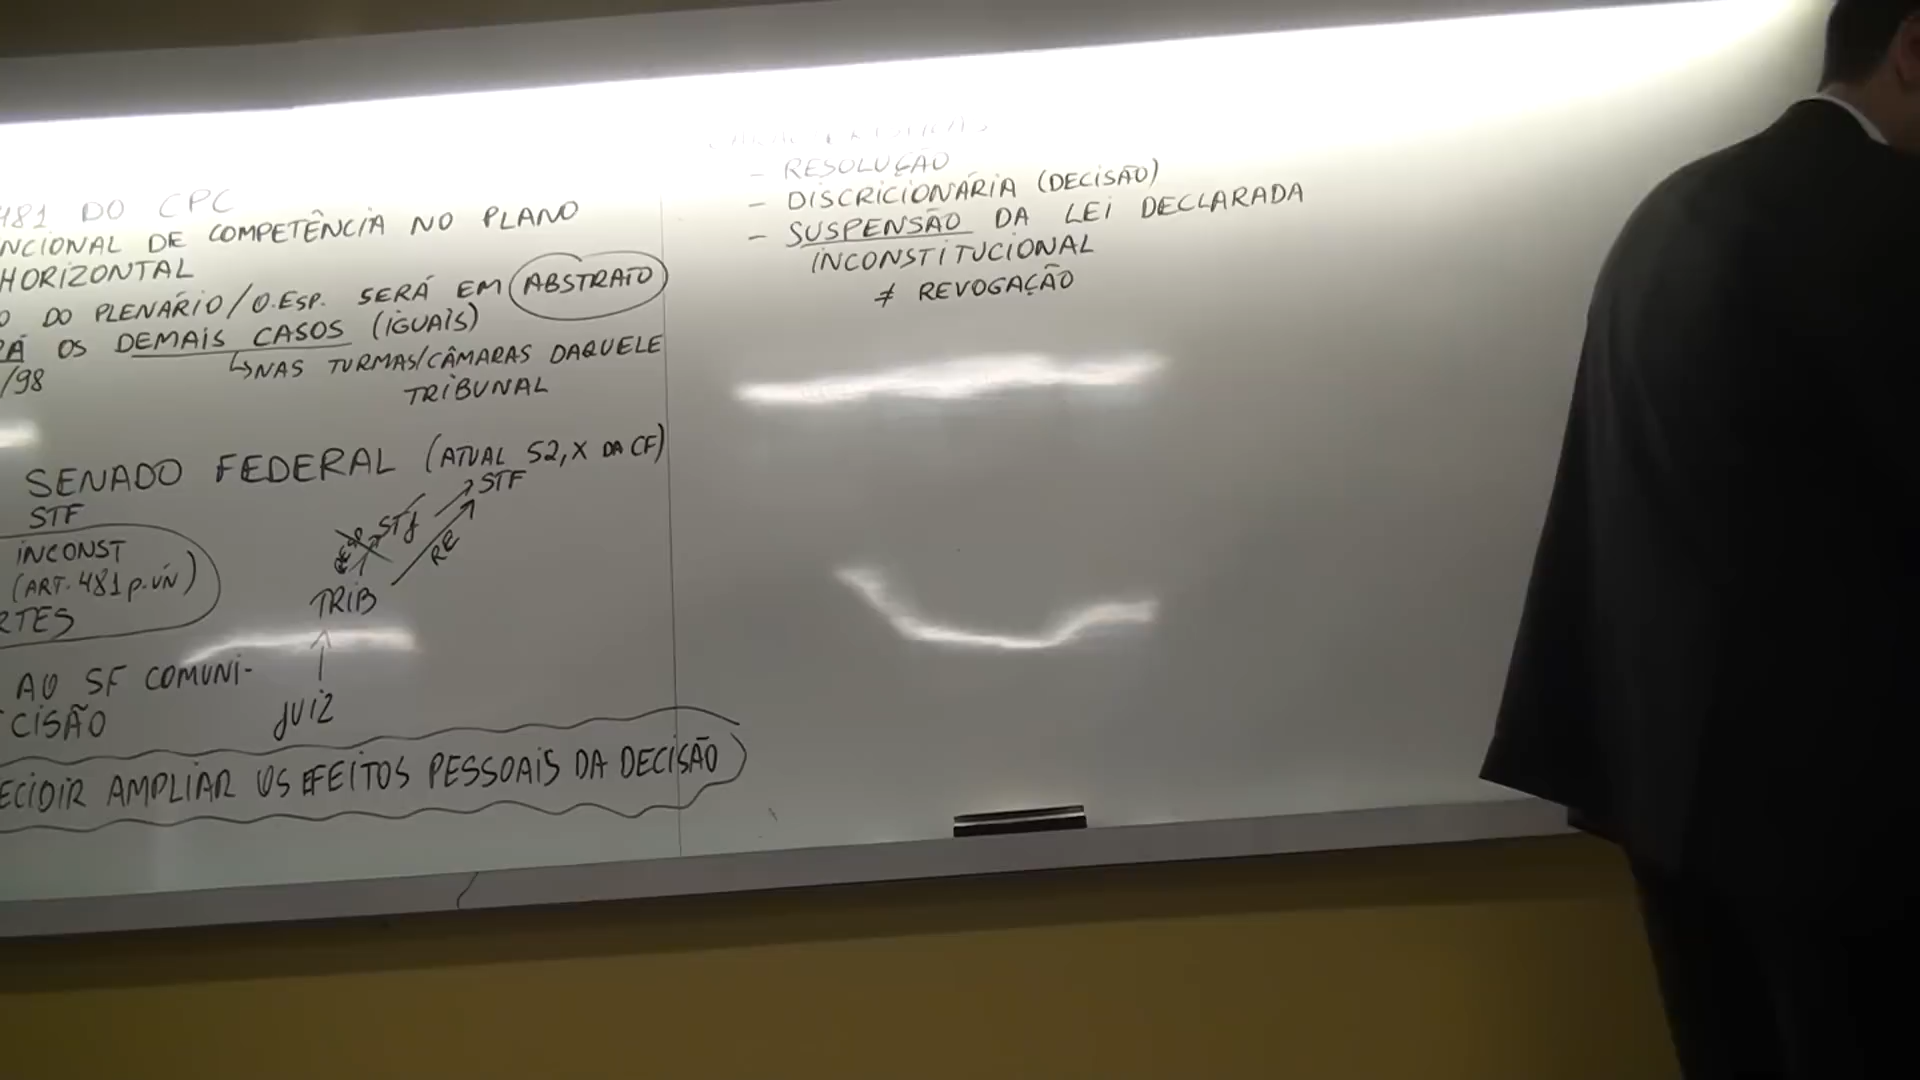 481 DO CPC
NCIONAL DE COMPETÊNCIA NO PLANO
HORIZONTAL
O DO PLENÁRIO/O.ESP. SERÁ EM ABSTRATO
RÁ OS DEMAIS CASOS (IGUAIS)
↳NAS TURMAS/CÂMARAS DAQUELE
TRIBUNAL
/98
SENADO FEDERAL (ATUAL 52, X DA CF)
STF
INCONST
(ART. 481 p.ÚN)
RTES
AO SF COMUNI-
CISÃO
STF
STJ
RESP
RE
TRIB
JUIZ
ECIDIR AMPLIAR OS EFEITOS PESSOAIS DA DECISÃO
- RESOLUÇÃO
- DISCRICIONÁRIA (DECISÃO)
- SUSPENSÃO DA LEI DECLARADA
INCONSTITUCIONAL
≠ REVOGAÇÃO